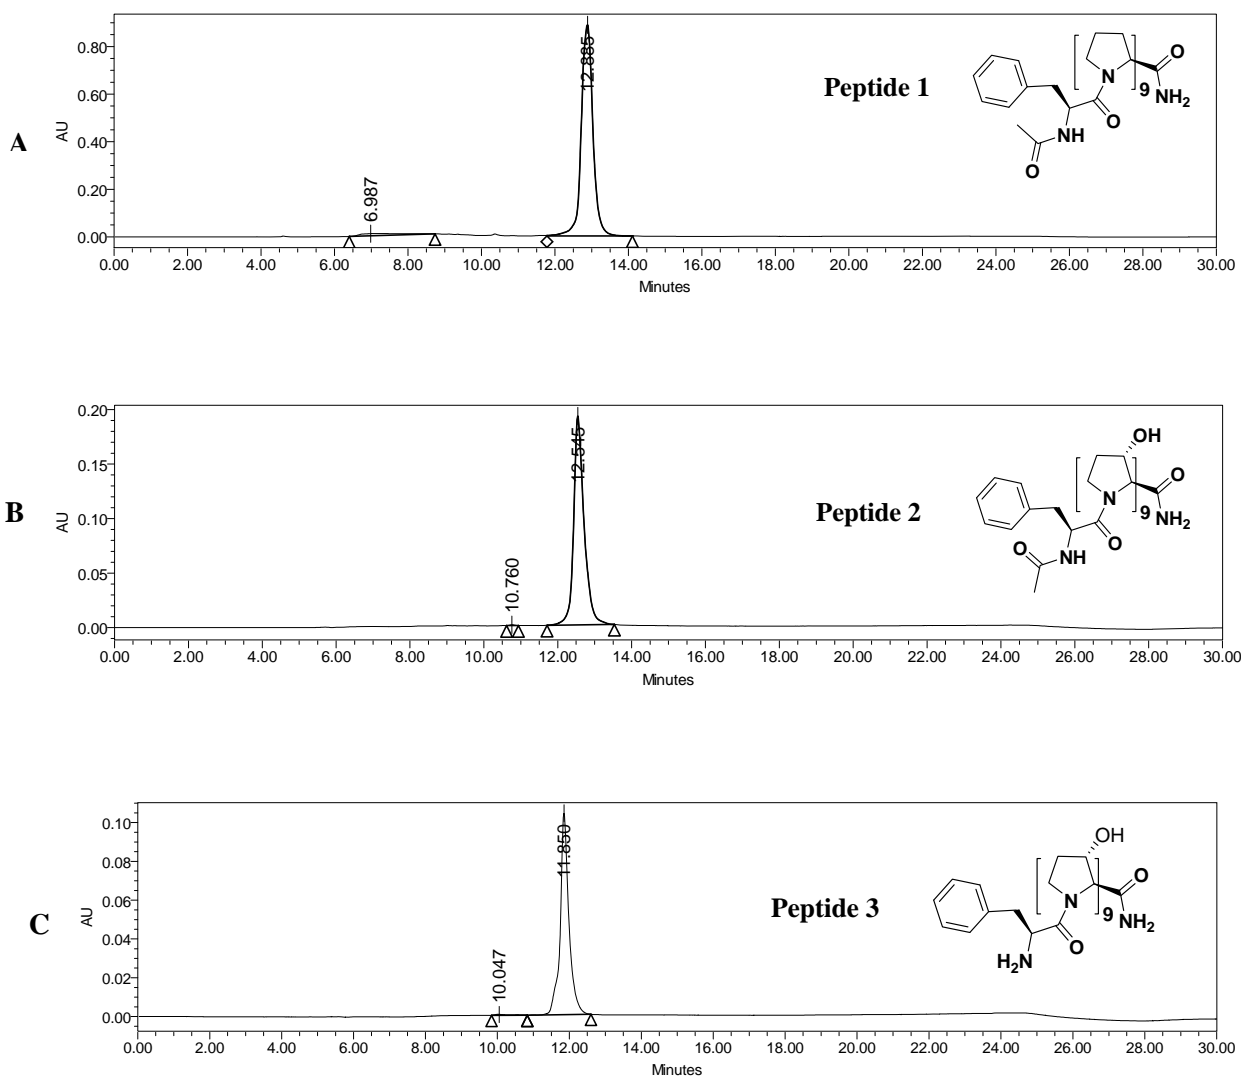 A
AU
0.80
0.60
0.40
0.20
0.00
6.987
12.885
Peptide 1
N
O
9
NH2
O
NH
O
0.00 2.00 4.00 6.00 8.00 10.00 12.00 14.00 16.00 18.00 20.00 22.00 24.00 26.00 28.00 30.00
Minutes
B
AU
0.20
0.15
0.10
0.05
0.00
10.760
12.545
Peptide 2
OH
N
O
9
NH2
O
NH
O
0.00 2.00 4.00 6.00 8.00 10.00 12.00 14.00 16.00 18.00 20.00 22.00 24.00 26.00 28.00 30.00
Minutes
C
AU
0.10
0.08
0.06
0.04
0.02
0.00
10.047
11.850
Peptide 3
OH
N
O
9
NH2
O
H2N
0.00 2.00 4.00 6.00 8.00 10.00 12.00 14.00 16.00 18.00 20.00 22.00 24.00 26.00 28.00 30.00
Minutes